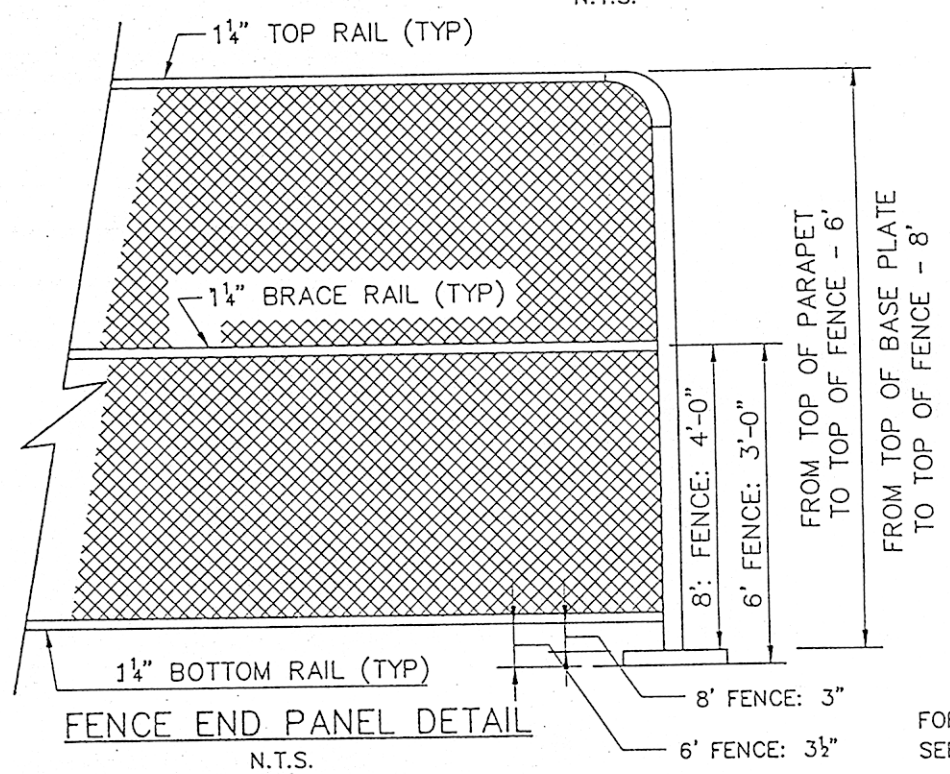 N.T.S.
1¼" TOP RAIL (TYP)
1¼" BRACE RAIL (TYP)
8': FENCE: 4'-0"
6' FENCE: 3'-0"
FROM TOP OF PARAPET
TO TOP OF FENCE - 6'
FROM TOP OF BASE PLATE
TO TOP OF FENCE - 8'
1¼" BOTTOM RAIL (TYP)
8' FENCE: 3"
6' FENCE: 3½"
FENCE END PANEL DETAIL
N.T.S.
SEE